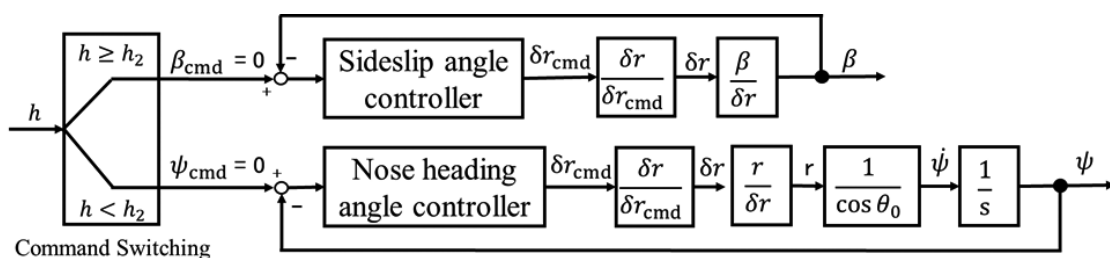 h ≥ h₂
h
h < h₂
Command Switching
β_cmd = 0
−
+
Sideslip angle
controller
δr_cmd
δr
δr_cmd
δr
β
δr
β
ψ_cmd = 0
+
−
Nose heading
angle controller
δr_cmd
δr
δr_cmd
δr
r
δr
r
1
cos θ₀
ψ̇
1
s
ψ